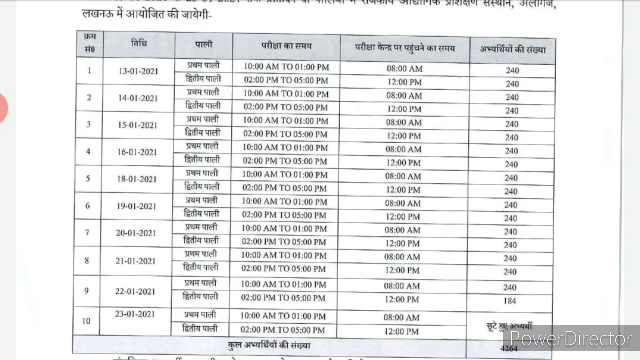 लखनऊ में आयोजित की जायेगी-
क्रम सं0 तिथि पाली परीक्षा का समय परीक्षा केन्द्र पर पहुंचने का समय अभ्यर्थियों की संख्या
1 13-01-2021 प्रथम पाली 10:00 AM TO 01:00 PM 08:00 AM 240
द्वितीय पाली 02:00 PM TO 05:00 PM 12:00 PM 240
2 14-01-2021 प्रथम पाली 10:00 AM TO 01:00 PM 08:00 AM 240
द्वितीय पाली 02:00 PM TO 05:00 PM 12:00 PM 240
3 15-01-2021 प्रथम पाली 10:00 AM TO 01:00 PM 08:00 AM 240
द्वितीय पाली 02:00 PM TO 05:00 PM 12:00 PM 240
4 16-01-2021 प्रथम पाली 10:00 AM TO 01:00 PM 08:00 AM 240
द्वितीय पाली 02:00 PM TO 05:00 PM 12:00 PM 240
5 18-01-2021 प्रथम पाली 10:00 AM TO 01:00 PM 08:00 AM 240
द्वितीय पाली 02:00 PM TO 05:00 PM 12:00 PM 240
6 19-01-2021 प्रथम पाली 10:00 AM TO 01:00 PM 08:00 AM 240
द्वितीय पाली 02:00 PM TO 05:00 PM 12:00 PM 240
7 20-01-2021 प्रथम पाली 10:00 AM TO 01:00 PM 08:00 AM 240
द्वितीय पाली 02:00 PM TO 05:00 PM 12:00 PM 240
8 21-01-2021 प्रथम पाली 10:00 AM TO 01:00 PM 08:00 AM 240
द्वितीय पाली 02:00 PM TO 05:00 PM 12:00 PM 240
9 22-01-2021 प्रथम पाली 10:00 AM TO 01:00 PM 08:00 AM 240
द्वितीय पाली 02:00 PM TO 05:00 PM 12:00 PM 184
10 23-01-2021 प्रथम पाली 10:00 AM TO 01:00 PM 08:00 AM छूटे हुए अभ्यर्थी
द्वितीय पाली 02:00 PM TO 05:00 PM 12:00 PM
कुल अभ्यर्थियों की संख्या 4264
PowerDirector